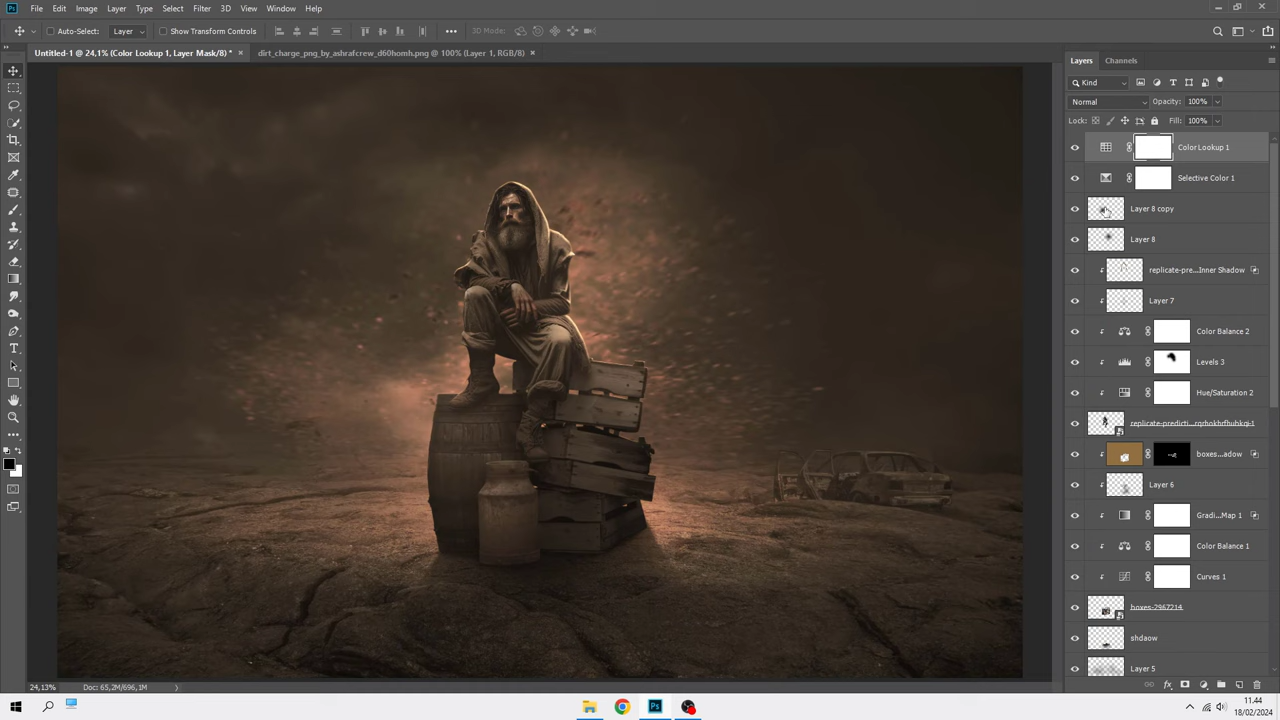 Ps File Edit Image Layer Type Select Filter 3D View Window Help
Auto-Select: Layer Show Transform Controls 3D Mode:
Untitled-1 @ 24,1% (Color Lookup 1, Layer Mask/8) * × dirt_charge_png_by_ashrafcrew_d60homh.png @ 100% (Layer 1, RGB/8) ×
Layers Channels
Kind
Normal Opacity: 100%
Lock: Fill: 100%
Color Lookup 1
Selective Color 1
Layer 8 copy
Layer 8
replicate-pre...Inner Shadow
Layer 7
Color Balance 2
Levels 3
Hue/Saturation 2
replicate-predicti...
boxes...adow
Layer 6
Gradi...Map 1
Color Balance 1
Curves 1
boxes-2967214
shdaow
Layer 5
24,13% Doc: 65,2M/696,1M
Ps
11.44
18/02/2024